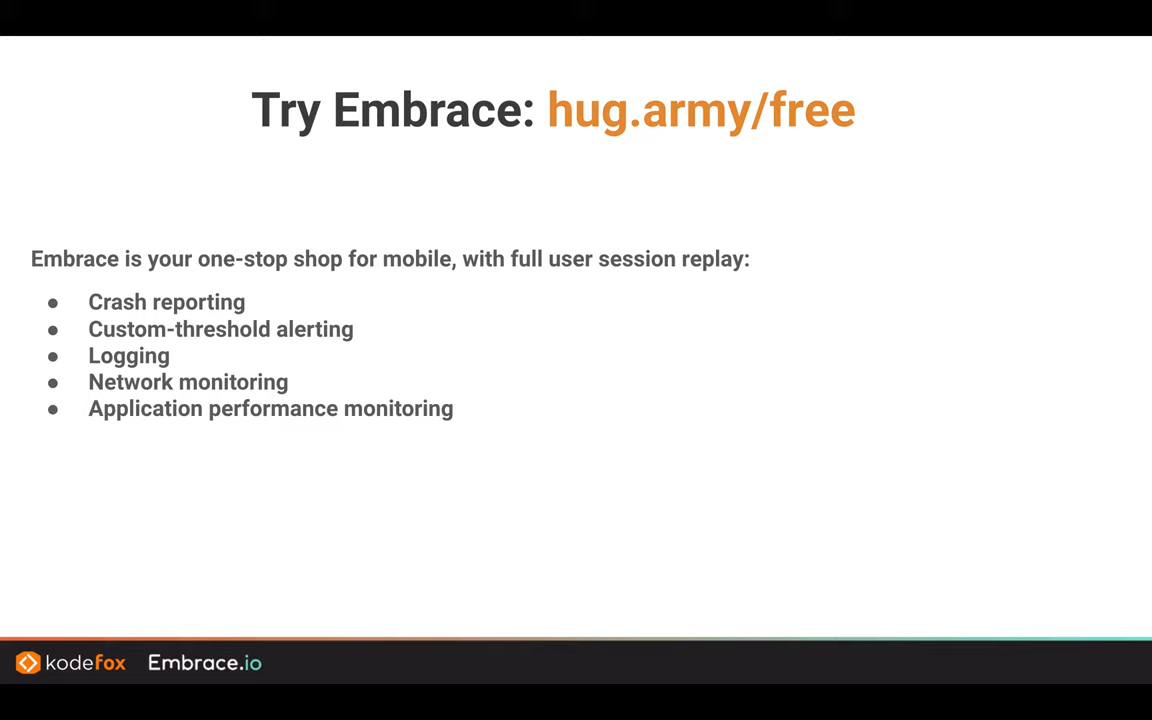 Try Embrace: hug.army/free
Embrace is your one-stop shop for mobile, with full user session replay:
● Crash reporting
● Custom-threshold alerting
● Logging
● Network monitoring
● Application performance monitoring
kodefox Embrace.io